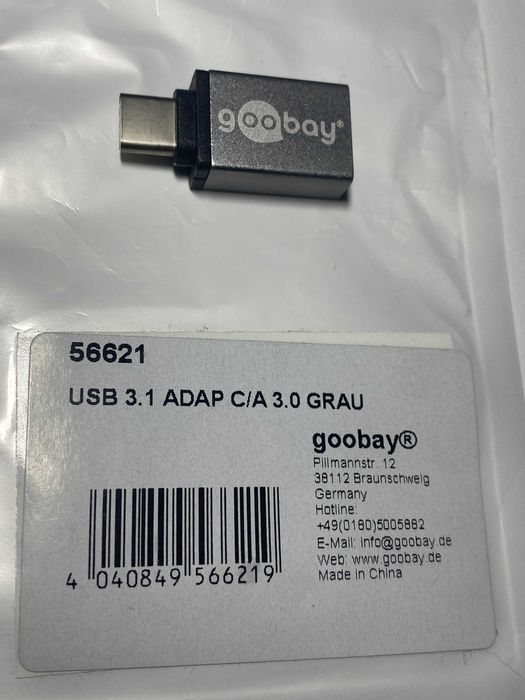 goobay®
56621
USB 3.1 ADAP C/A 3.0 GRAU
goobay®
Pillmannstr. 12
38112 Braunschweig
Germany
Hotline:
+49(0180)5005882
E-Mail: info@goobay.de
Web: www.goobay.de
Made in China
4 040849 566219